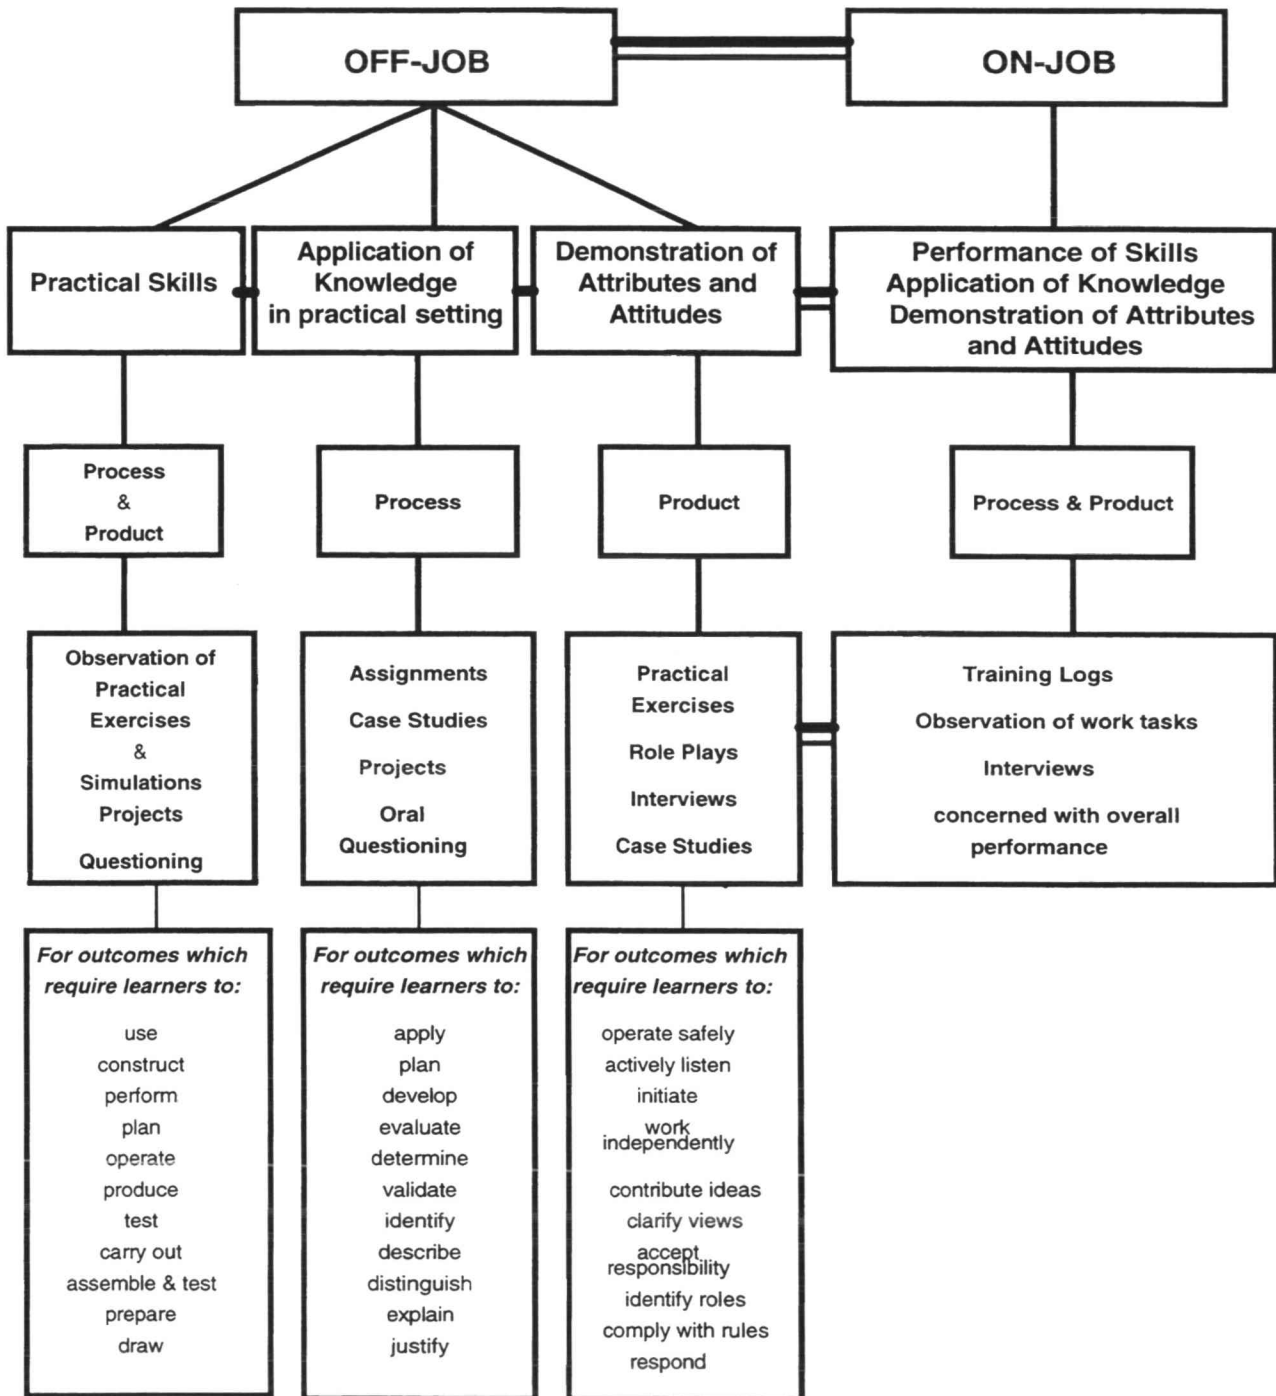 OFF-JOB
ON-JOB
Practical Skills
Application of
Knowledge
in practical setting
Demonstration of
Attributes and
Attitudes
Performance of Skills
Application of Knowledge
Demonstration of Attributes
and Attitudes
Process
&
Product
Process
Product
Process & Product
Observation of
Practical
Exercises
&
Simulations
Projects
Questioning
Assignments
Case Studies
Projects
Oral
Questioning
Practical
Exercises
Role Plays
Interviews
Case Studies
Training Logs
Observation of work tasks
Interviews
concerned with overall
performance
For outcomes which
require learners to:
use
construct
perform
plan
operate
produce
test
carry out
assemble & test
prepare
draw
For outcomes which
require learners to:
apply
plan
develop
evaluate
determine
validate
identify
describe
distinguish
explain
justify
For outcomes which
require learners to:
operate safely
actively listen
initiate
work
independently
contribute ideas
clarify views
accept
responsibility
identify roles
comply with rules
respond